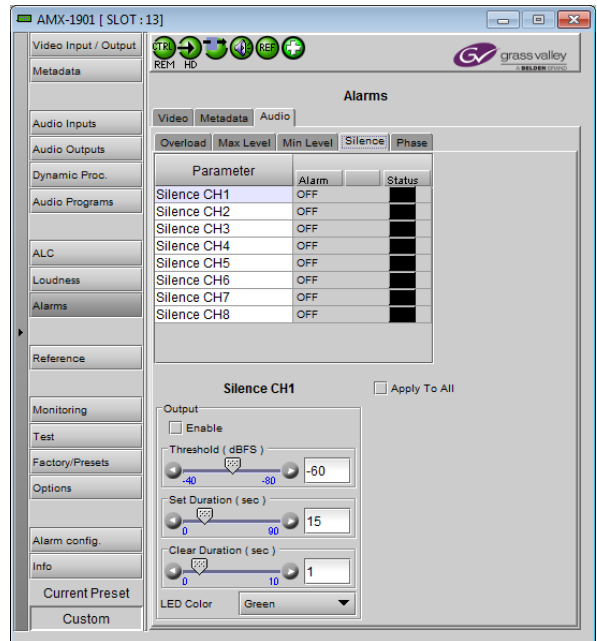 AMX-1901 [ SLOT : 13]
Video Input / Output
Metadata
Audio Inputs
Audio Outputs
Dynamic Proc.
Audio Programs
ALC
Loudness
Alarms
Reference
Monitoring
Test
Factory/Presets
Options
Alarm config.
Info
Current Preset
Custom
CTRL
REF
REM HD
grass valley
A BELDEN BRAND
Alarms
Video Metadata Audio
Overload Max Level Min Level Silence Phase
Parameter Alarm Status
Silence CH1 OFF
Silence CH2 OFF
Silence CH3 OFF
Silence CH4 OFF
Silence CH5 OFF
Silence CH6 OFF
Silence CH7 OFF
Silence CH8 OFF
Silence CH1
Apply To All
Output
Enable
Threshold ( dBFS )
-40 -80 -60
Set Duration ( sec )
0 90 15
Clear Duration ( sec )
0 10 1
LED Color Green